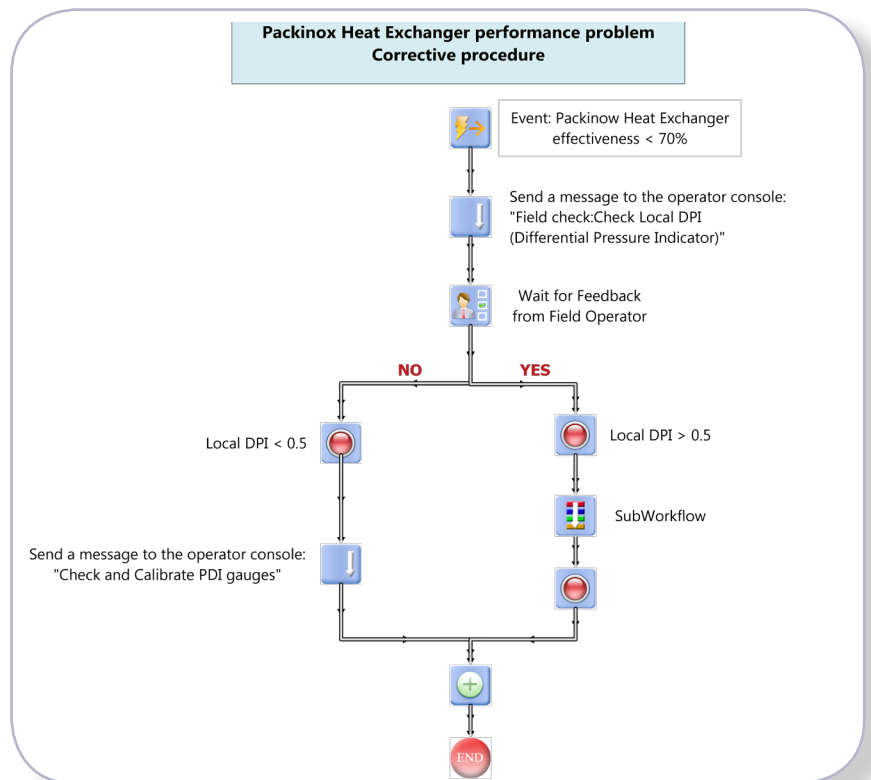 Packinox Heat Exchanger performance problem
Corrective procedure
Event: Packinow Heat Exchanger
effectiveness < 70%
Send a message to the operator console:
"Field check:Check Local DPI
(Differential Pressure Indicator)"
Wait for Feedback
from Field Operator
NO
YES
Local DPI < 0.5
Local DPI > 0.5
SubWorkflow
Send a message to the operator console:
"Check and Calibrate PDI gauges"
END